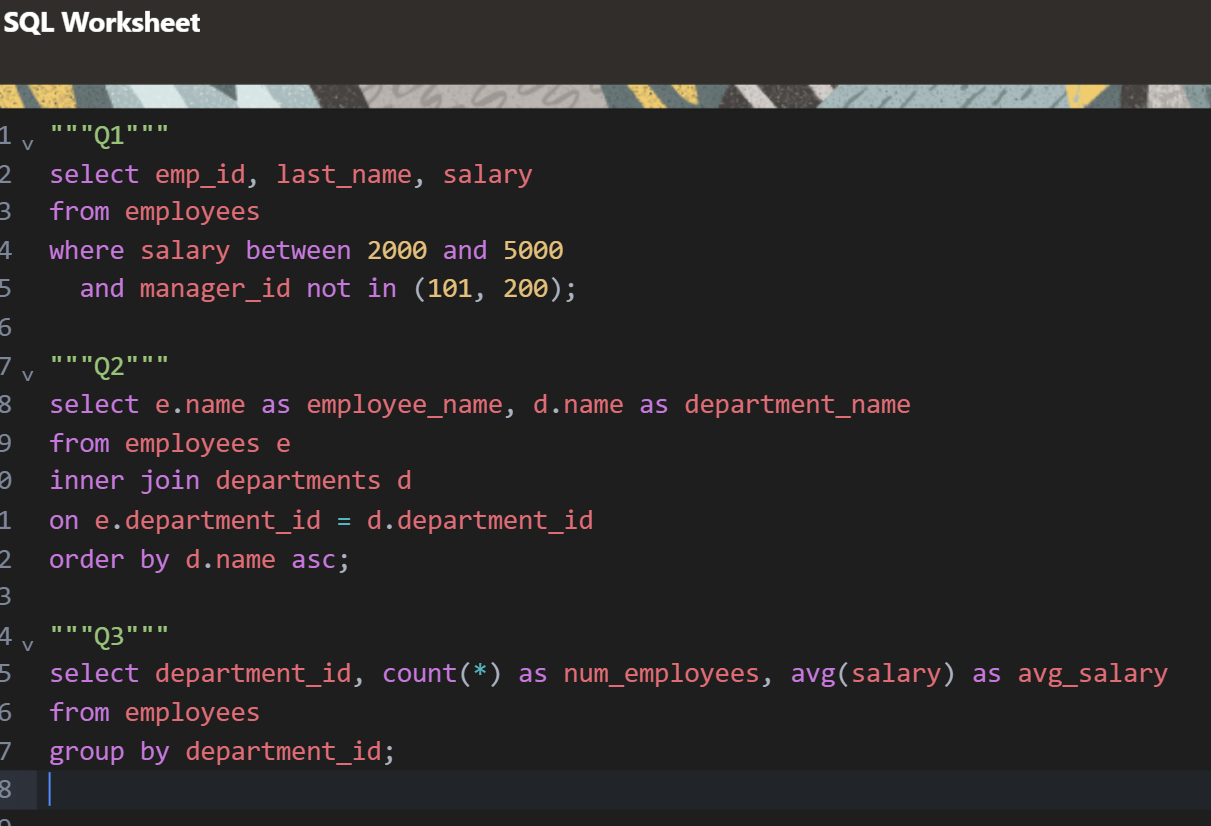 SQL Worksheet
1 v """Q1"""
2 select emp_id, last_name, salary
3 from employees
4 where salary between 2000 and 5000
5   and manager_id not in (101, 200);
6
7 v """Q2"""
8 select e.name as employee_name, d.name as department_name
9 from employees e
0 inner join departments d
1 on e.department_id = d.department_id
2 order by d.name asc;
3
4 v """Q3"""
5 select department_id, count(*) as num_employees, avg(salary) as avg_salary
6 from employees
7 group by department_id;
8